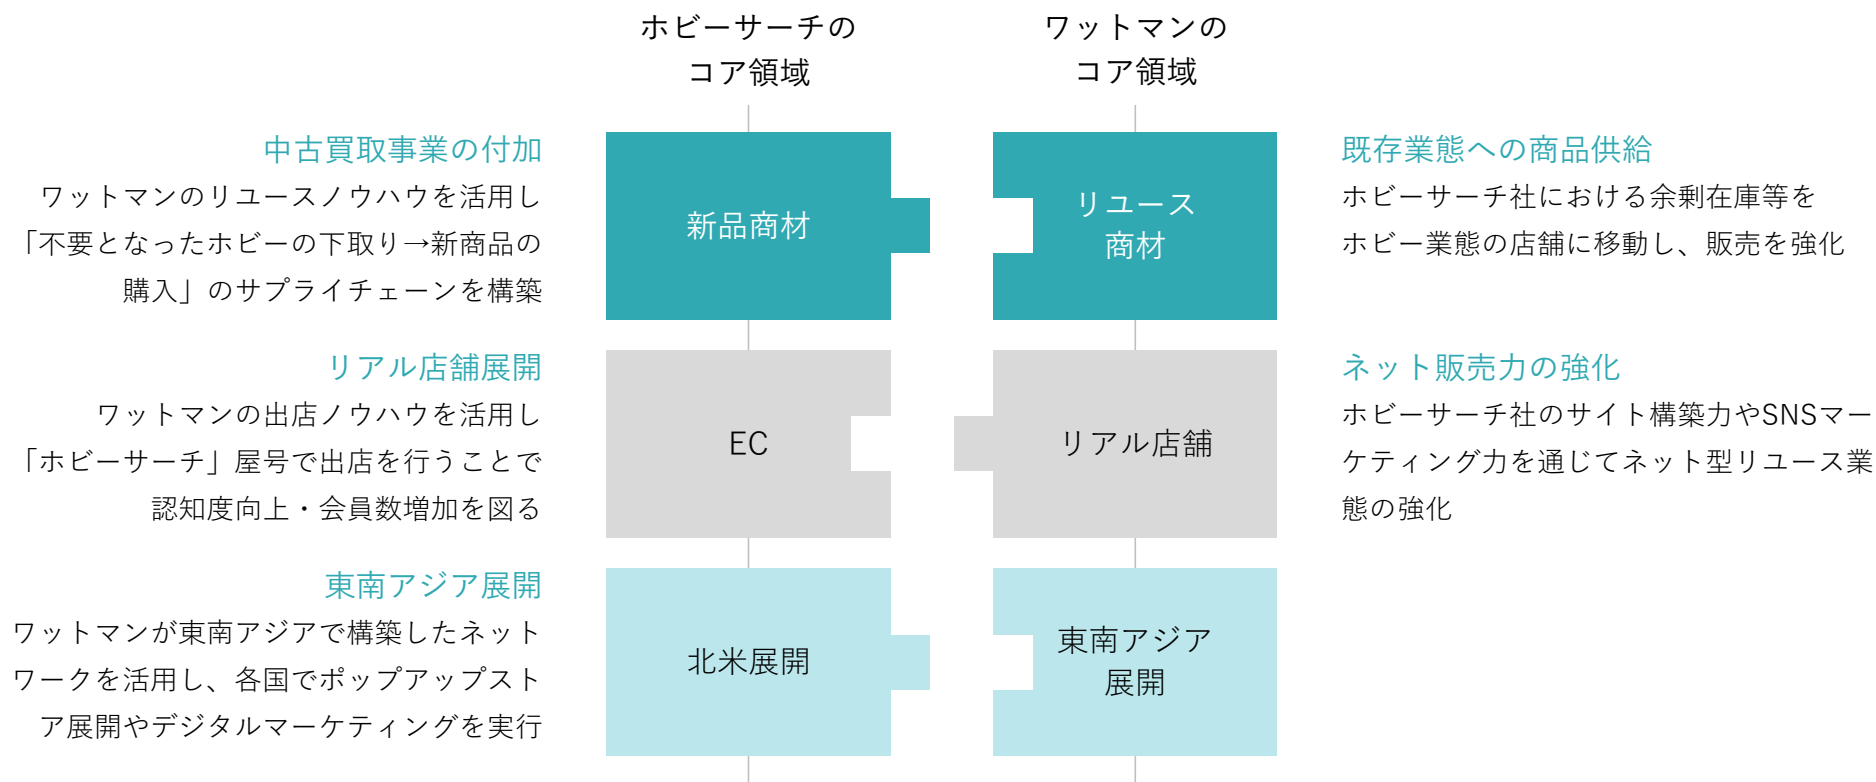 ホビーサーチの
コア領域
ワットマンの
コア領域
中古買取事業の付加
ワットマンのリユースノウハウを活用し
「不要となったホビーの下取り→新商品の
購入」のサプライチェーンを構築
新品商材
リユース
商材
既存業態への商品供給
ホビーサーチ社における余剰在庫等を
ホビー業態の店舗に移動し、販売を強化
リアル店舗展開
ワットマンの出店ノウハウを活用し
「ホビーサーチ」屋号で出店を行うことで
認知度向上・会員数増加を図る
EC
リアル店舗
ネット販売力の強化
ホビーサーチ社のサイト構築力やSNSマー
ケティング力を通じてネット型リユース業
態の強化
東南アジア展開
ワットマンが東南アジアで構築したネット
ワークを活用し、各国でポップアップスト
ア展開やデジタルマーケティングを実行
北米展開
東南アジア
展開